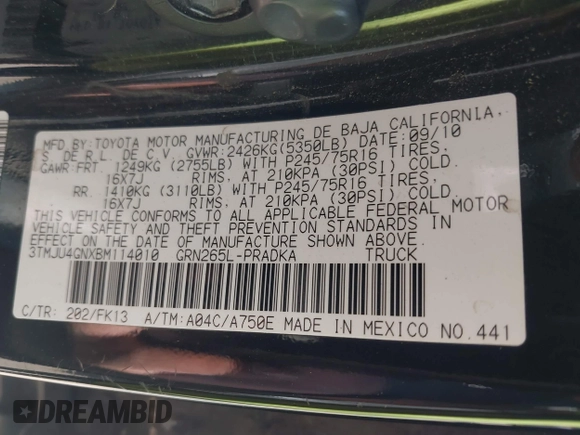 MFD.BY:TOYOTA MOTOR MANUFACTURING DE BAJA CALIFORNIA,
S. DE R.L. DE C.V. GVWR:2426KG(5350LB) DATE:09/10
GAWR:FRT. 1249KG (2755LB) WITH P245/75R16 TIRES,
16X7J RIMS, AT 210KPA (30PSI) COLD.
RR. 1410KG (3110LB) WITH P245/75R16 TIRES,
16X7J RIMS, AT 210KPA (30PSI) COLD.
THIS VEHICLE CONFORMS TO ALL APPLICABLE FEDERAL MOTOR
VEHICLE SAFETY AND THEFT PREVENTION STANDARDS IN
EFFECT ON THE DATE OF MANUFACTURE SHOWN ABOVE.
3TMJU4GNXBM114010 GRN265L-PRADKA TRUCK
C/TR: 202/FK13 A/TM:A04C/A750E MADE IN MEXICO NO.441
DREAMBID